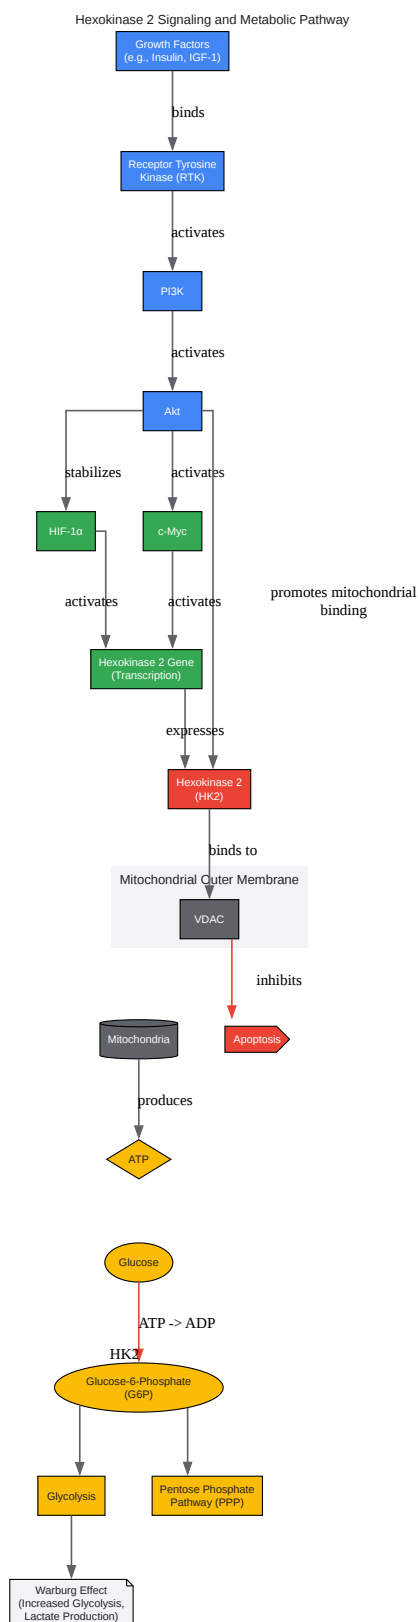 Hexokinase 2 Signaling and Metabolic Pathway
Growth Factors
(e.g., Insulin, IGF-1)
binds
Receptor Tyrosine
Kinase (RTK)
activates
PI3K
activates
Akt
stabilizes
activates
HIF-1α
c-Myc
promotes mitochondrial
binding
activates
activates
Hexokinase 2 Gene
(Transcription)
expresses
Hexokinase 2
(HK2)
binds to
Mitochondrial Outer Membrane
VDAC
inhibits
Mitochondria
Apoptosis
produces
ATP
Glucose
ATP -> ADP
HK2
Glucose-6-Phosphate
(G6P)
Glycolysis
Pentose Phosphate
Pathway (PPP)
Warburg Effect
(Increased Glycolysis,
Lactate Production)